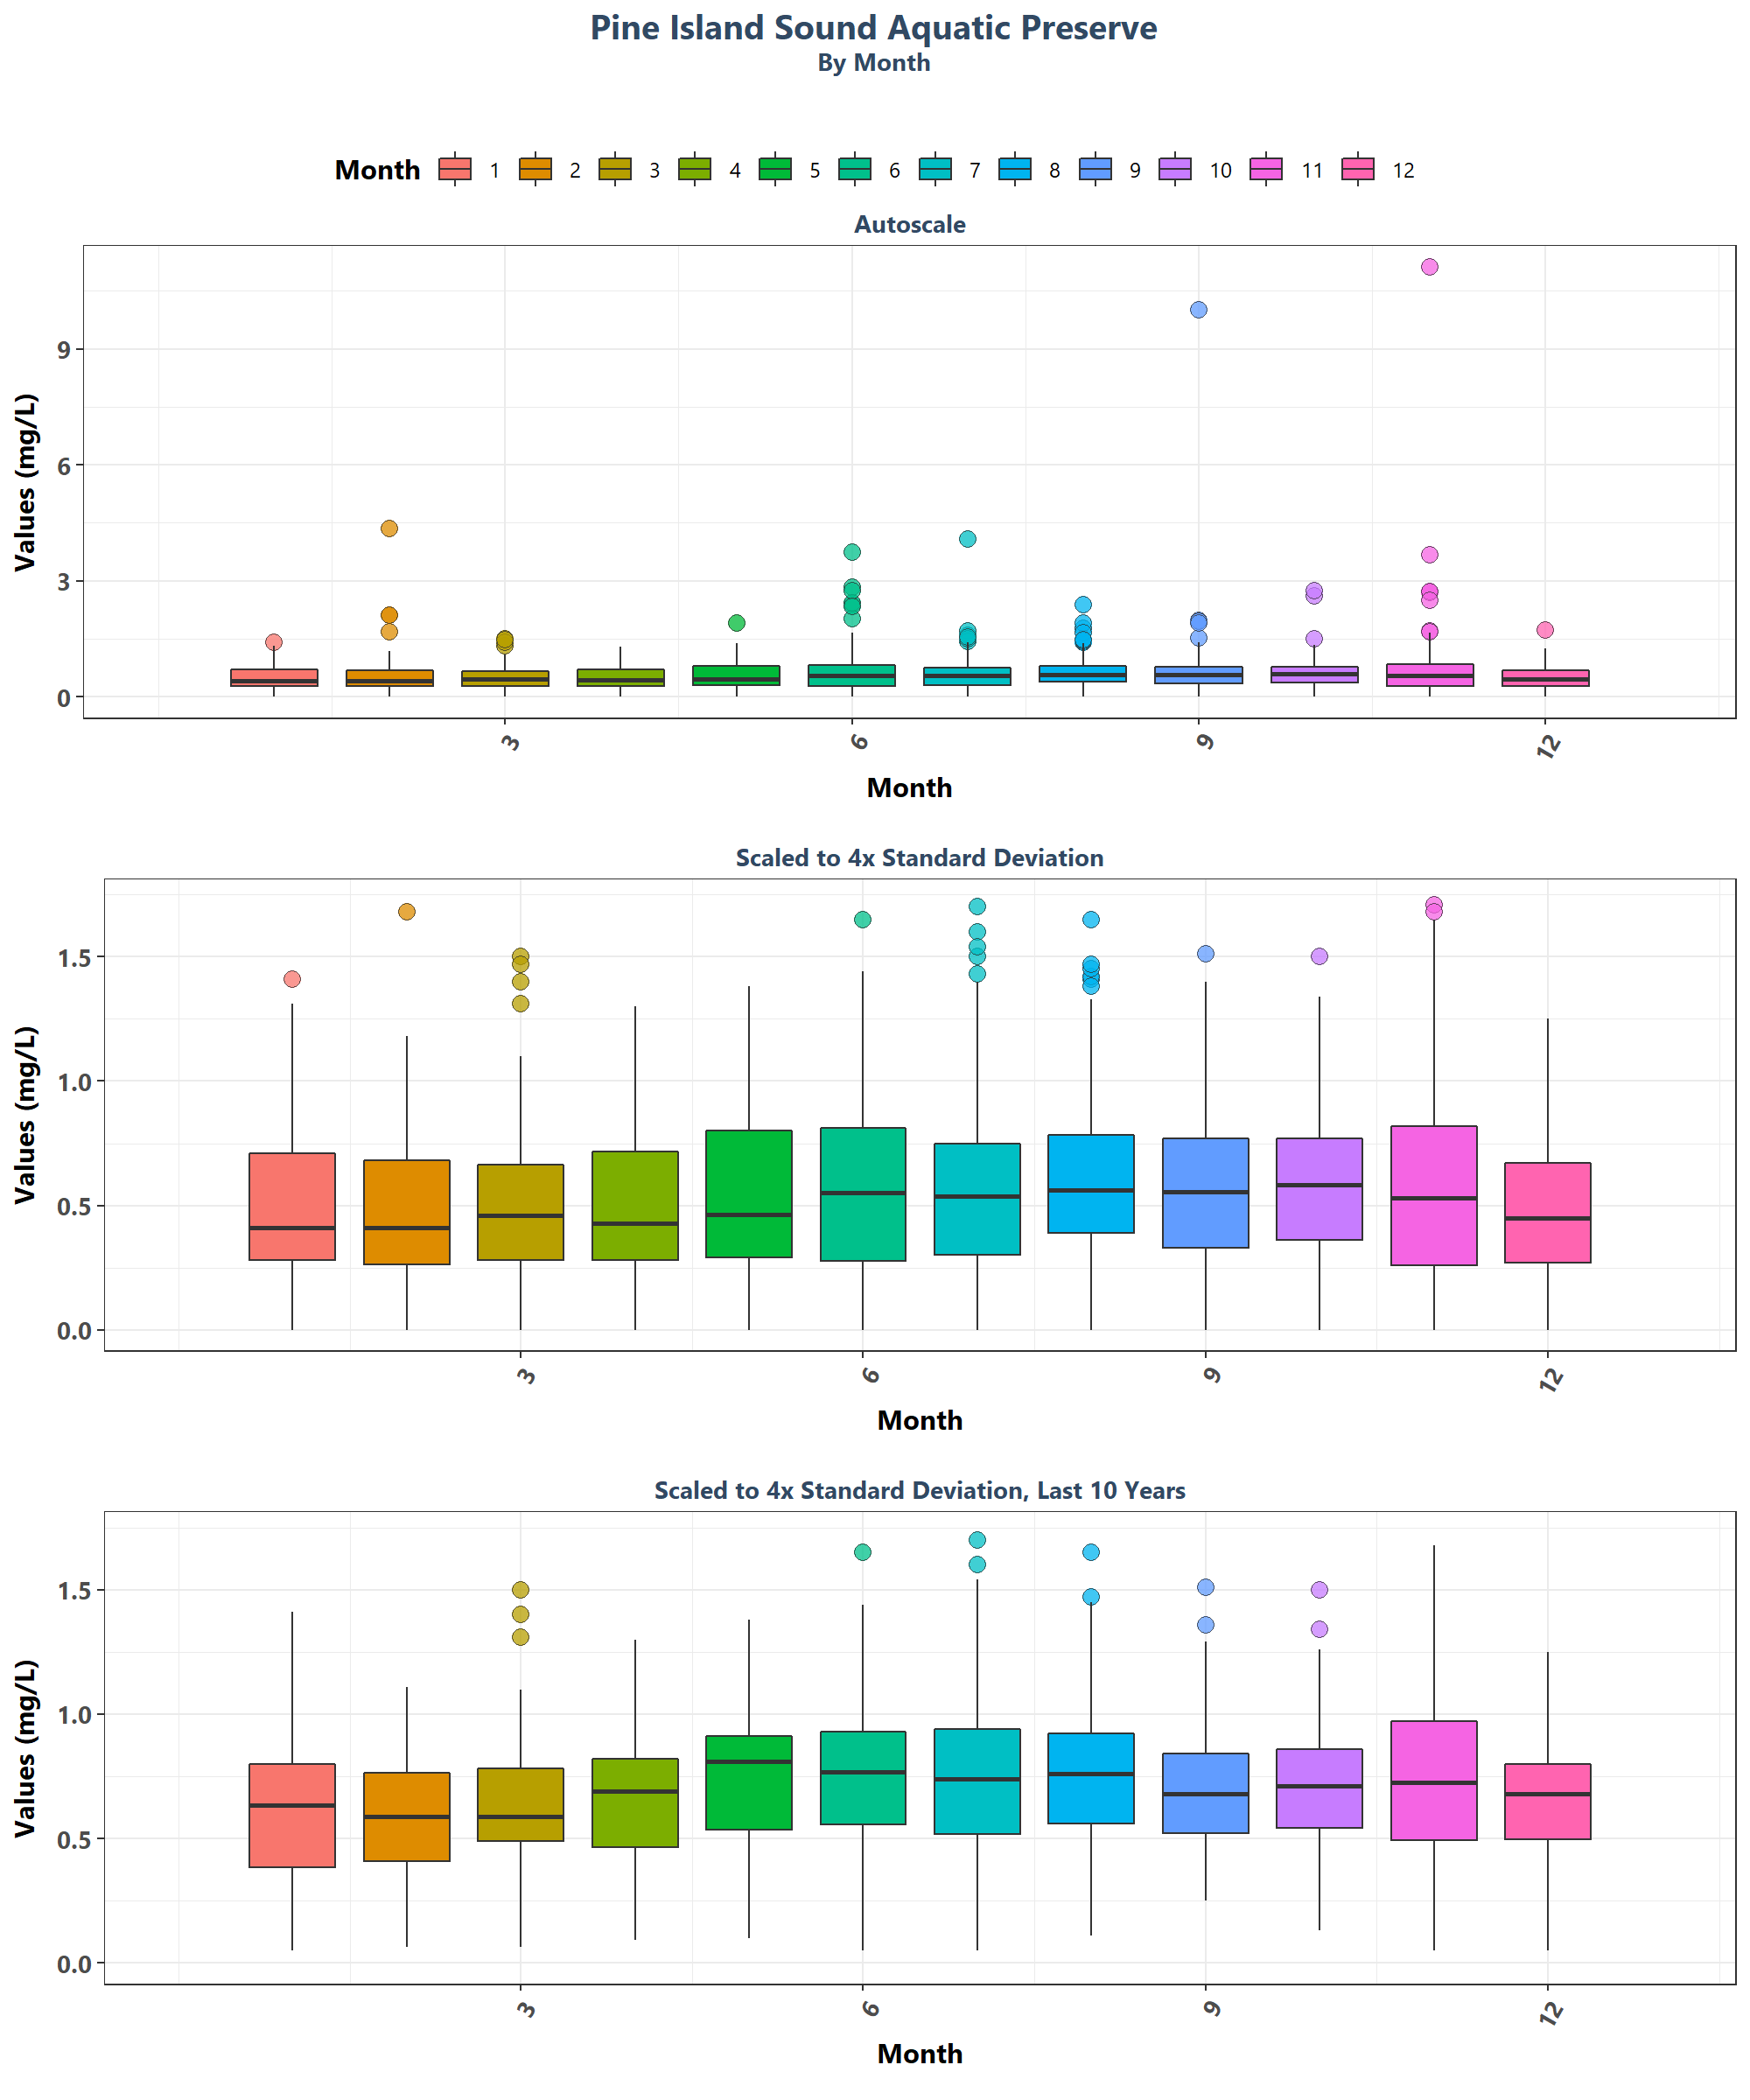 Pine Island Sound Aquatic Preserve
By Month
Month 1 2 3 4 5 6 7 8 9 10 11 12
Autoscale
Values (mg/L)
9
6
3
0
3 6 9 12
Month
Scaled to 4x Standard Deviation
Values (mg/L)
1.5
1.0
0.5
0.0
3 6 9 12
Month
Scaled to 4x Standard Deviation, Last 10 Years
Values (mg/L)
1.5
1.0
0.5
0.0
3 6 9 12
Month